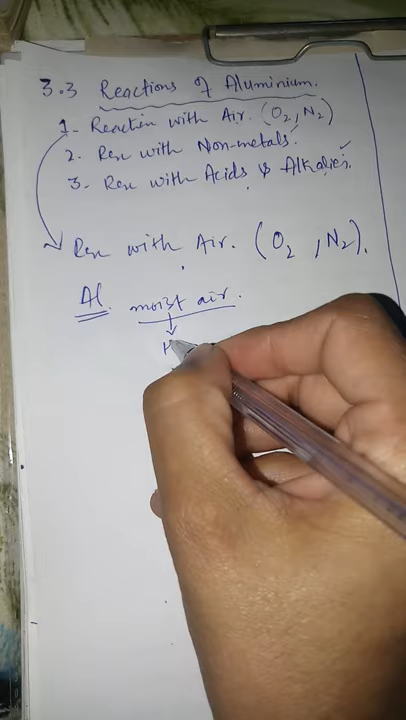 3.3 Reactions of Aluminium.
1- Reaction with Air. (O2, N2)
2. Rxn with Non-metals.
3- Rxn with Acids & Alkalies.
Rxn with Air. (O2, N2).
Al. moist air.
H